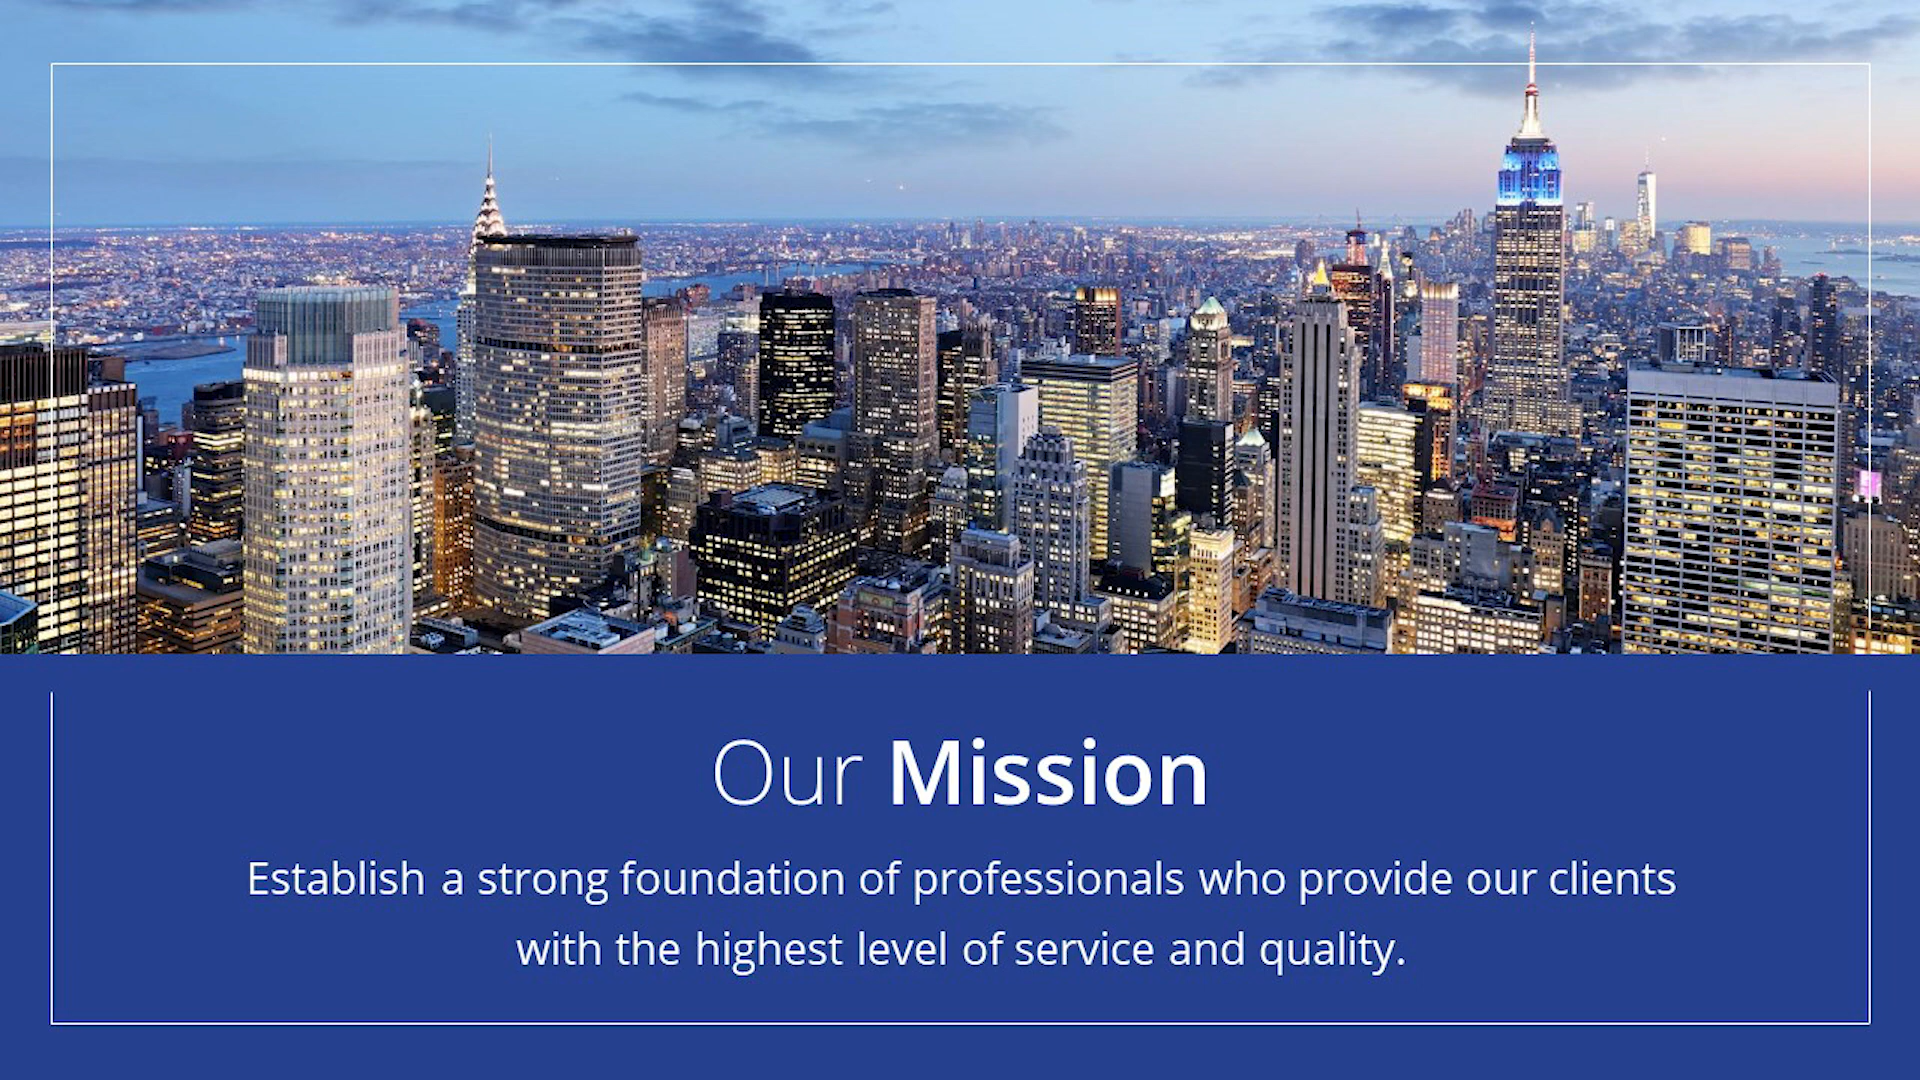 Our Mission
Establish a strong foundation of professionals who provide our clients
with the highest level of service and quality.